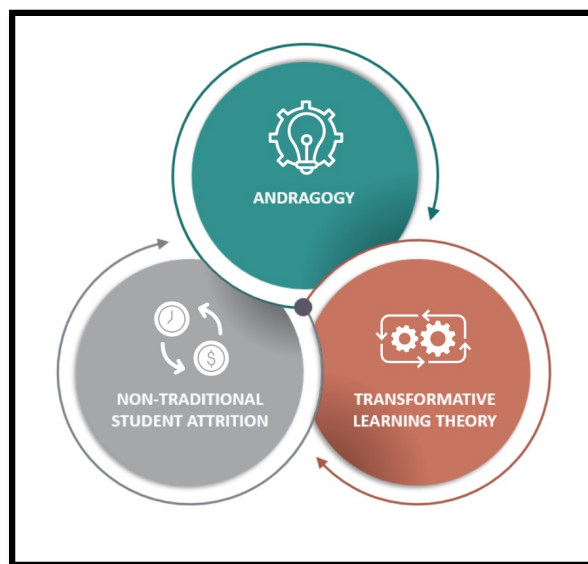 ANDRAGOGY
NON-TRADITIONAL
STUDENT ATTRITION
TRANSFORMATIVE
LEARNING THEORY
$